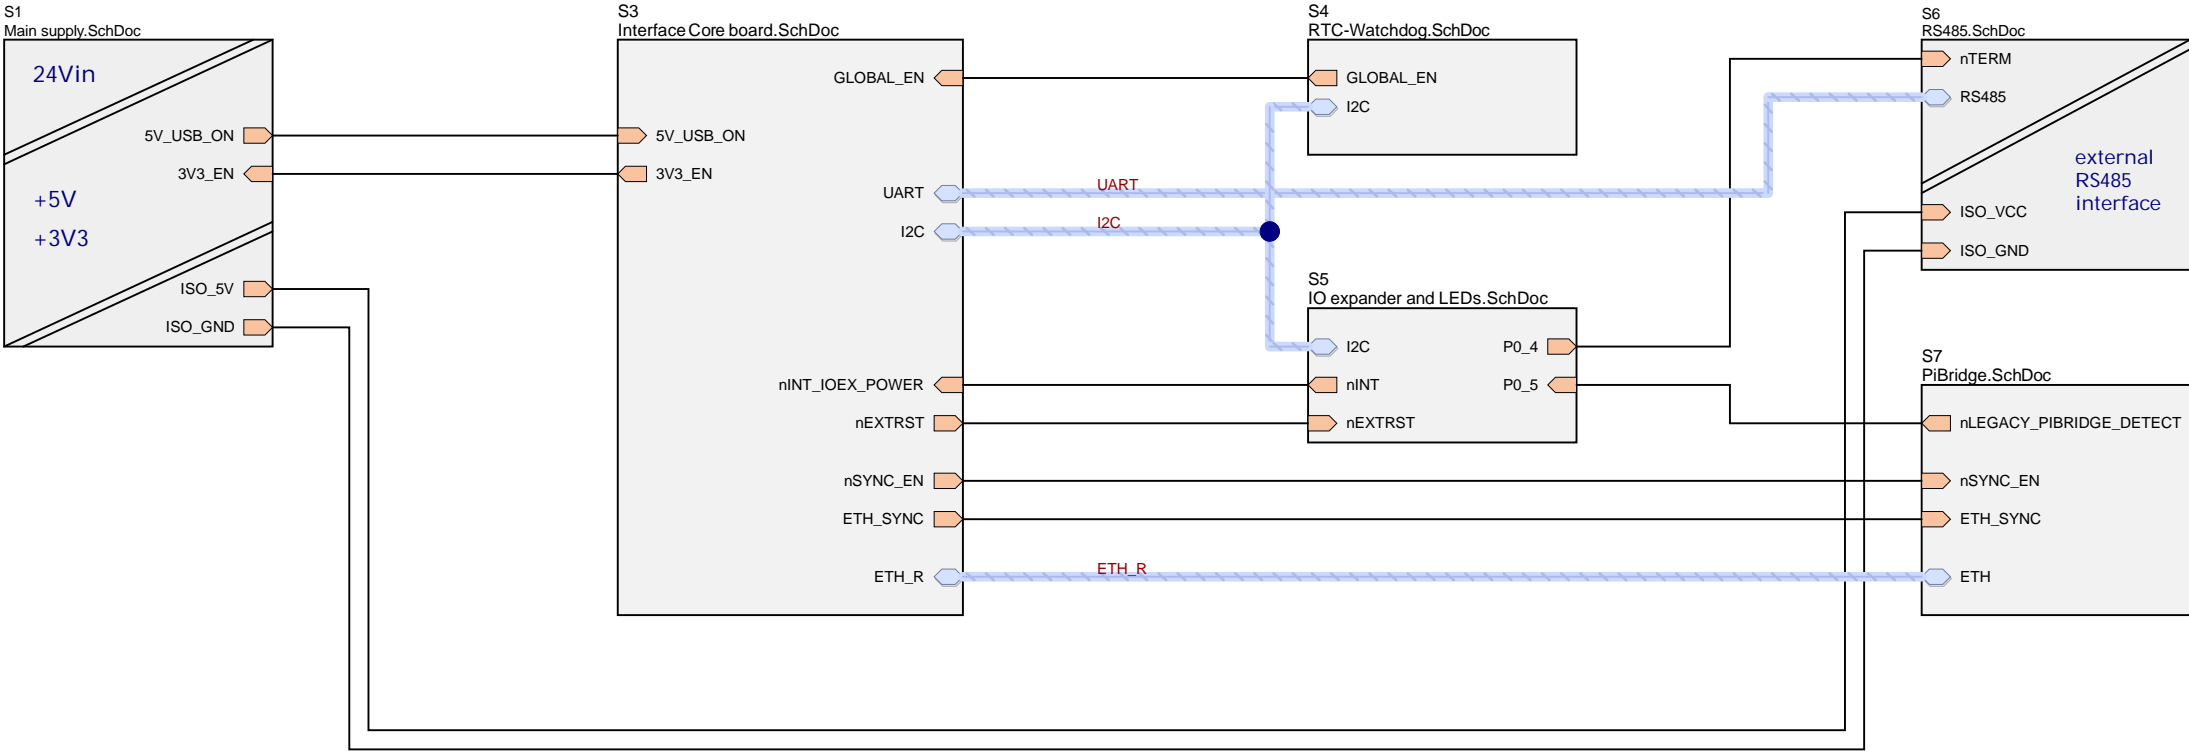 S1
Main supply.SchDoc
24Vin
5V_USB_ON
3V3_EN
+5V
+3V3
ISO_5V
ISO_GND
S3
Interface Core board.SchDoc
GLOBAL_EN
5V_USB_ON
3V3_EN
UART
I2C
nINT_IOEX_POWER
nEXTRST
nSYNC_EN
ETH_SYNC
ETH_R
UART
I2C
ETH_R
S4
RTC-Watchdog.SchDoc
GLOBAL_EN
I2C
S5
IO expander and LEDs.SchDoc
I2C
P0_4
nINT
P0_5
nEXTRST
S6
RS485.SchDoc
nTERM
RS485
external
RS485
interface
ISO_VCC
ISO_GND
S7
PiBridge.SchDoc
nLEGACY_PIBRIDGE_DETECT
nSYNC_EN
ETH_SYNC
ETH